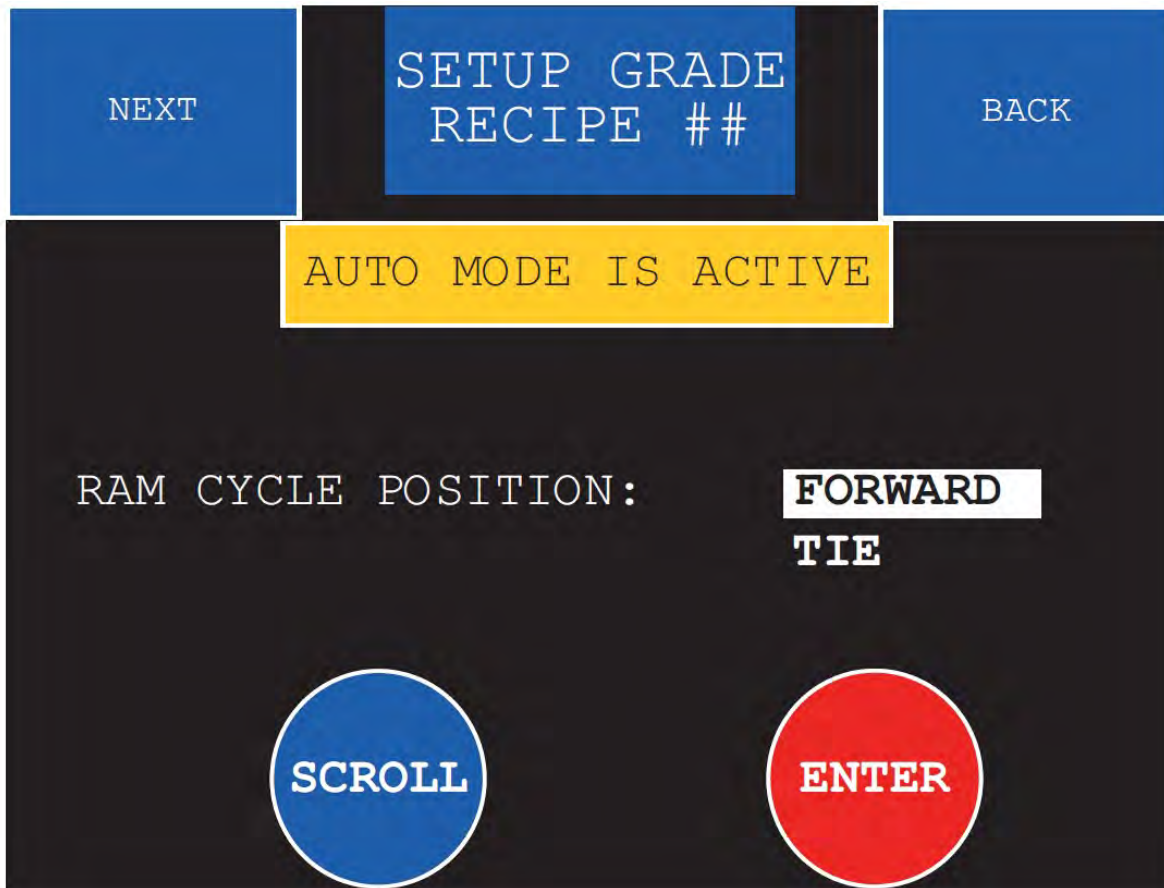 NEXT
SETUP GRADE
RECIPE ##
BACK
AUTO MODE IS ACTIVE
RAM CYCLE POSITION:
FORWARD
TIE
SCROLL
ENTER